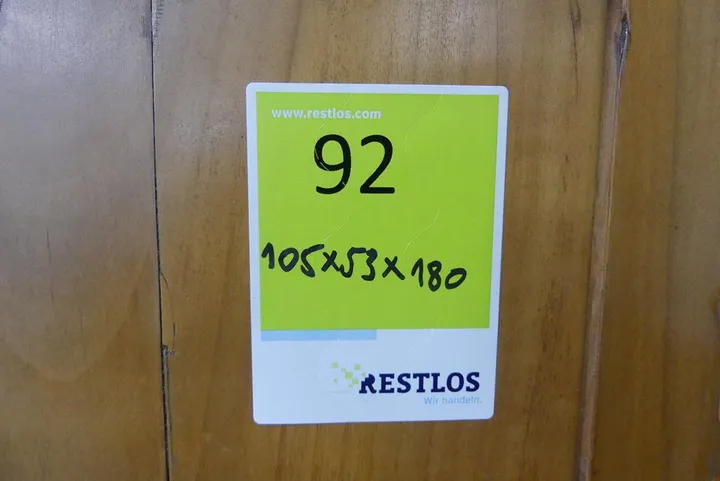 www.restlos.com
92
105x53x180
RESTLOS
Wir handeln.